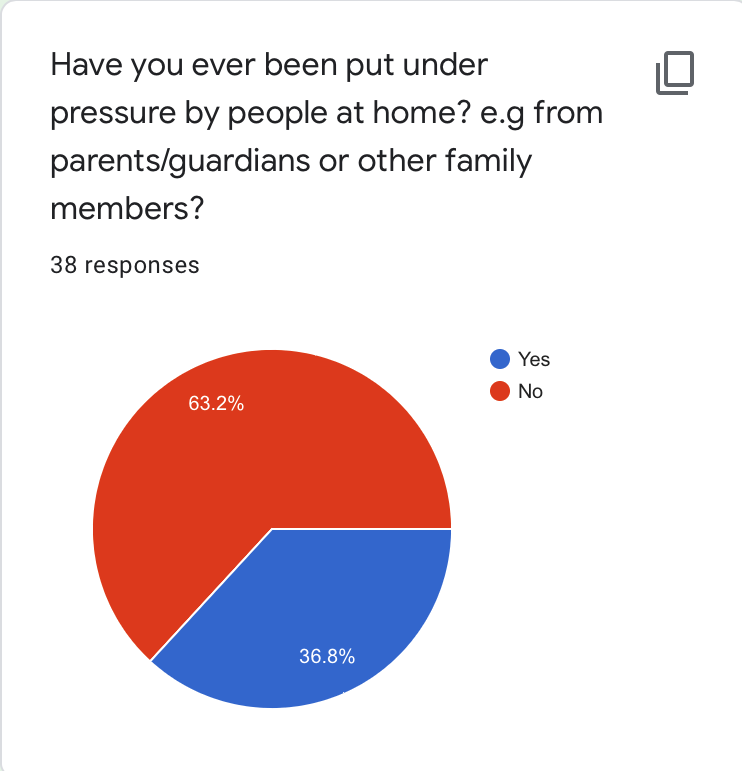 Have you ever been put under
pressure by people at home? e.g from
parents/guardians or other family
members?
38 responses
Yes
No
63.2%
36.8%